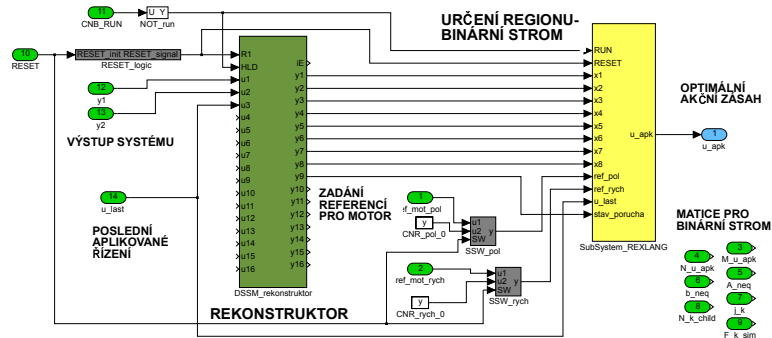 11
CNB_RUN
U Y
NOT_run
10
RESET
RESET_init RESET_signal
RESET_logic
12
y1
13
y2
VÝSTUP SYSTÉMU
14
u_last
POSLEDNÍ
APLIKOVANÉ
ŘÍZENÍ
R1
HLD
u1
u2
u3
u4
u5
u6
u7
u8
u9
u10
u11
u12
u13
u14
u15
u16
iE
y1
y2
y3
y4
y5
y6
y7
y8
y9
y10
y11
y12
y13
y14
y15
y16
DSSM_rekonstruktor
REKONSTRUKTOR
ZADÁNÍ
REFERENCÍ
PRO MOTOR
1
ef_mot_pol
y
CNR_pol_0
u1
u2 y
SW
SSW_pol
2
ref_mot_rych
y
CNR_rych_0
u1
u2 y
SW
SSW_rych
URČENÍ REGIONU-
BINÁRNÍ STROM
RUN
RESET
x1
x2
x3
x4
x5
x6
x7
x8
ref_pol
ref_rych
u_last
stav_porucha
u_apk
SubSystem_REXLANG
OPTIMÁLNÍ
AKČNÍ ZÁSAH
1
u_apk
MATICE PRO
BINÁRNÍ STROM
4
N_u_apk
3
M_u_apk
6
b_neq
5
A_neq
8
N_k_child
7
j_k
9
F_k_sim